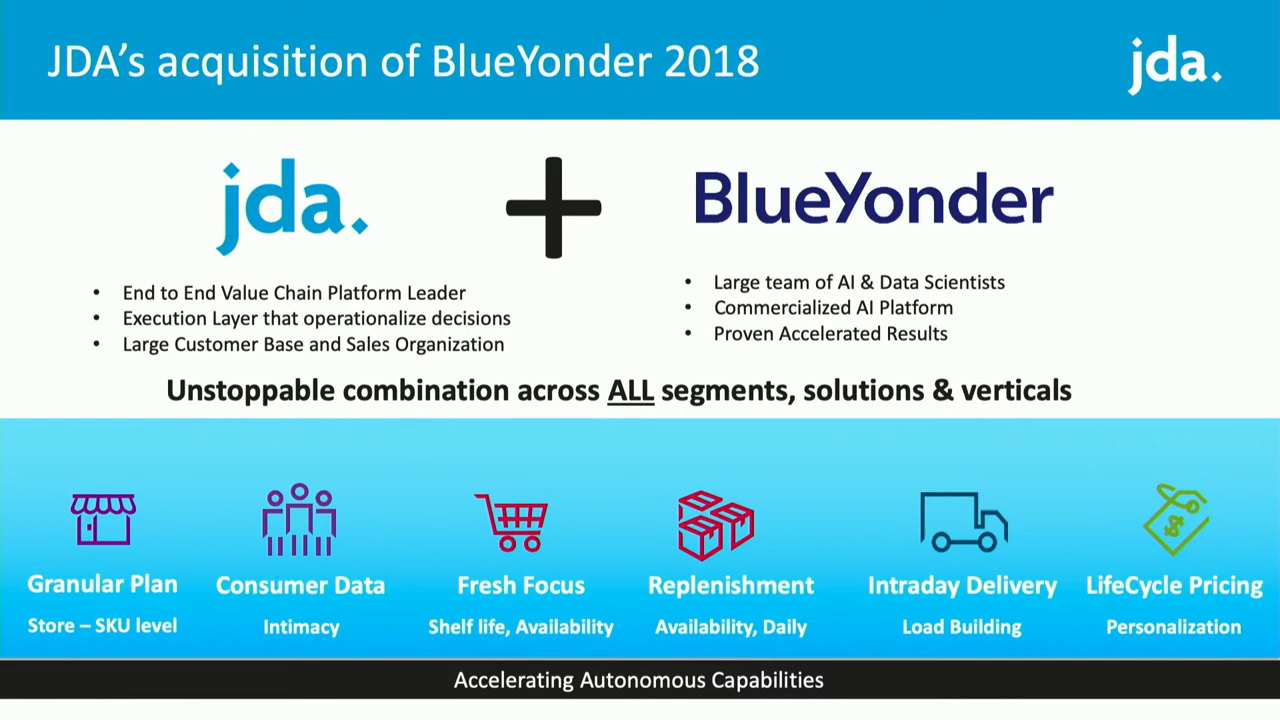 JDA's acquisition of BlueYonder 2018
jda.
jda.
BlueYonder
• End to End Value Chain Platform Leader
• Execution Layer that operationalize decisions
• Large Customer Base and Sales Organization
• Large team of AI & Data Scientists
• Commercialized AI Platform
• Proven Accelerated Results
Unstoppable combination across ALL segments, solutions & verticals
$
Granular Plan
Store – SKU level
Consumer Data
Intimacy
Fresh Focus
Shelf life, Availability
Replenishment
Availability, Daily
Intraday Delivery
Load Building
LifeCycle Pricing
Personalization
Accelerating Autonomous Capabilities